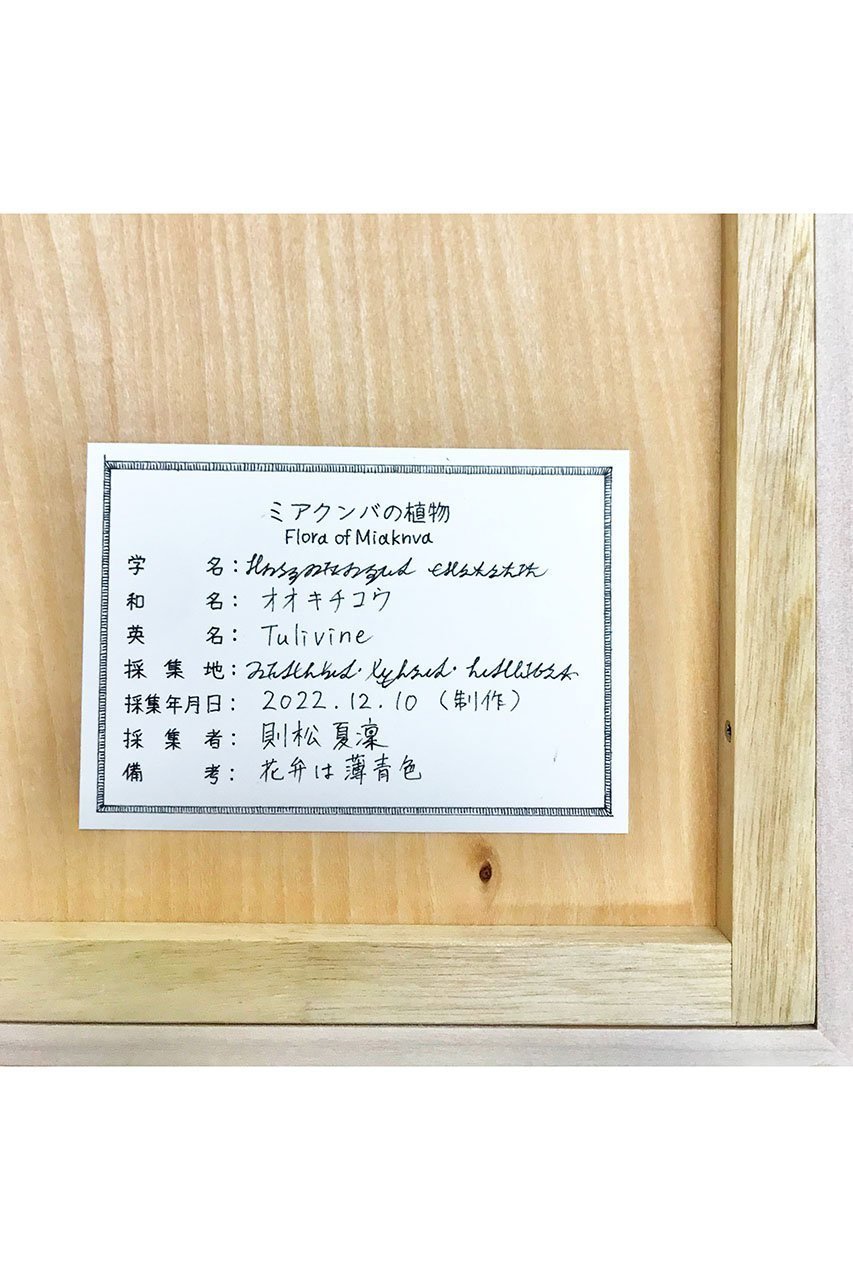 ミアクンバの植物
Flora of Miaknva
学名：
和名：オオキチコウ
英名：Tulivine
採集地：
採集年月日：2022.12.10（制作）
採集者：則松 夏凜
備考：花弁は薄青色